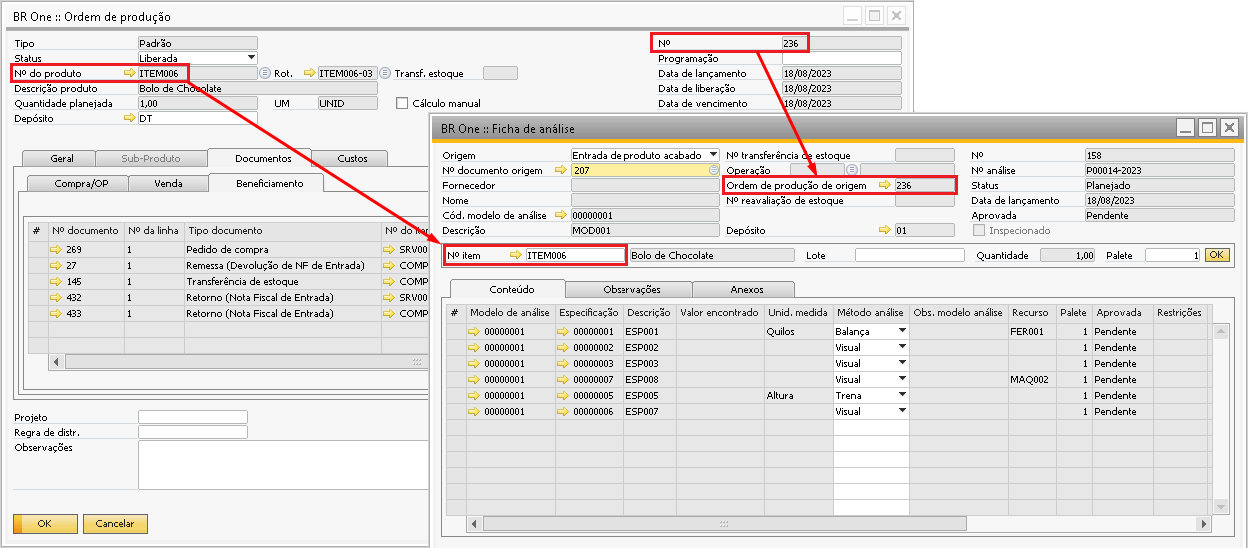 BR One :: Ordem de produção
Tipo Padrão Nº 236
Status Liberada Programação
Nº do produto ITEM006 Rot. ITEM006-03 Transf. estoque Data de lançamento 18/08/2023
Descrição produto Bolo de Chocolate Data de liberação 18/08/2023
Quantidade planejada 1,00 UM UNID Cálculo manual Data de vencimento 18/08/2023
Depósito DT
Geral Sub-Produto Documentos Custos
Compra/OP Venda Beneficiamento
# Nº documento Nº da linha Tipo documento Nº do
269 1 Pedido de compra SRV00
27 1 Remessa (Devolução de NF de Entrada) COMP
145 1 Transferência de estoque COMP
432 1 Retorno (Nota Fiscal de Entrada) SRV00
433 1 Retorno (Nota Fiscal de Entrada) COMP
Projeto
Regra de distr.
Observações
OK Cancelar
BR One :: Ficha de análise
Origem Entrada de produto acabado Nº transferência de estoque Nº 158
Nº documento origem 207 Operação Nº análise P00014-2023
Fornecedor Ordem de produção de origem 236 Status Planejado
Nome Nº reavaliação de estoque Data de lançamento 18/08/2023
Cód. modelo de análise 00000001 Aprovada Pendente
Descrição MOD001 Depósito 01 Inspecionado
Nº item ITEM006 Bolo de Chocolate Lote Quantidade 1,00 Palete 1 OK
Conteúdo Observações Anexos
# Modelo de análise Especificação Descrição Valor encontrado Unid. medida Método análise Obs. modelo análise Recurso Palete Aprovada Restrições
00000001 00000001 ESP001 Quilos Balança FER001 1 Pendente
00000001 00000002 ESP002 Visual 1 Pendente
00000001 00000003 ESP003 Visual 1 Pendente
00000001 00000007 ESP008 Visual MAQ002 1 Pendente
00000001 00000005 ESP005 Altura Trena 1 Pendente
00000001 00000006 ESP007 Visual 1 Pendente